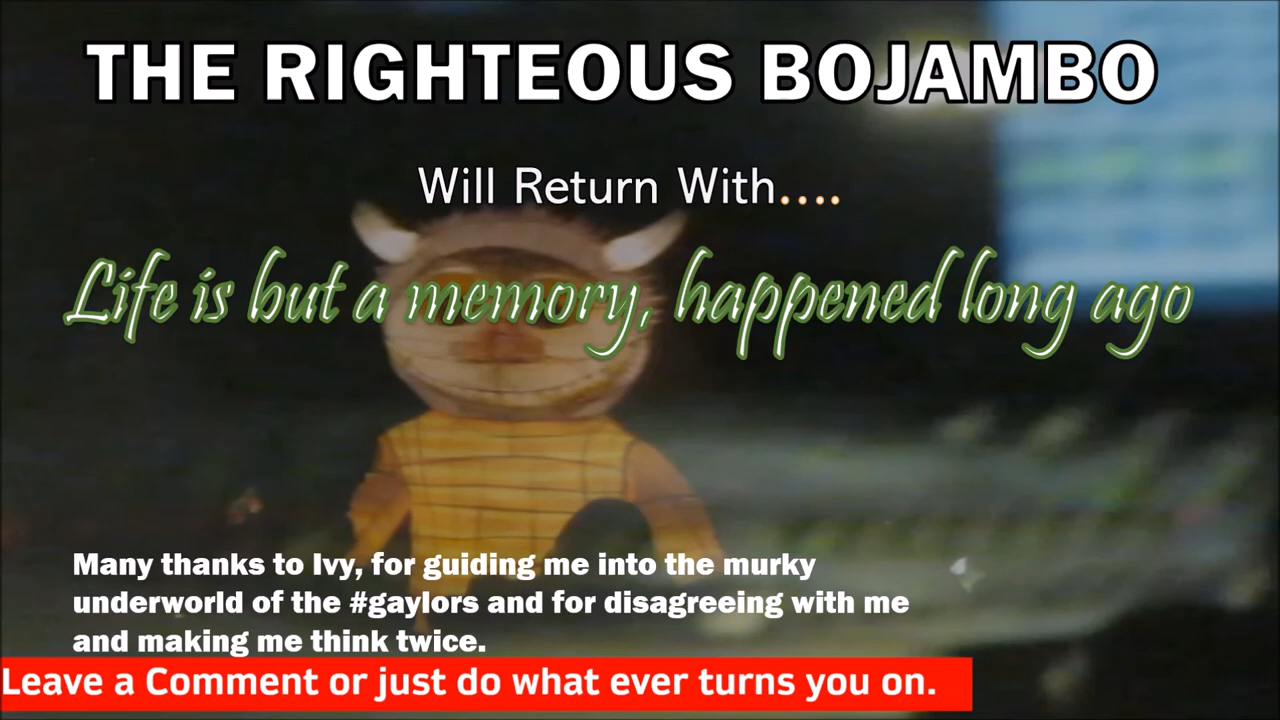 THE RIGHTEOUS BOJAMBO
Will Return With....
Life is but a memory, happened long ago
Many thanks to Ivy, for guiding me into the murky
underworld of the #gaylors and for disagreeing with me
and making me think twice.
Leave a Comment or just do what ever turns you on.